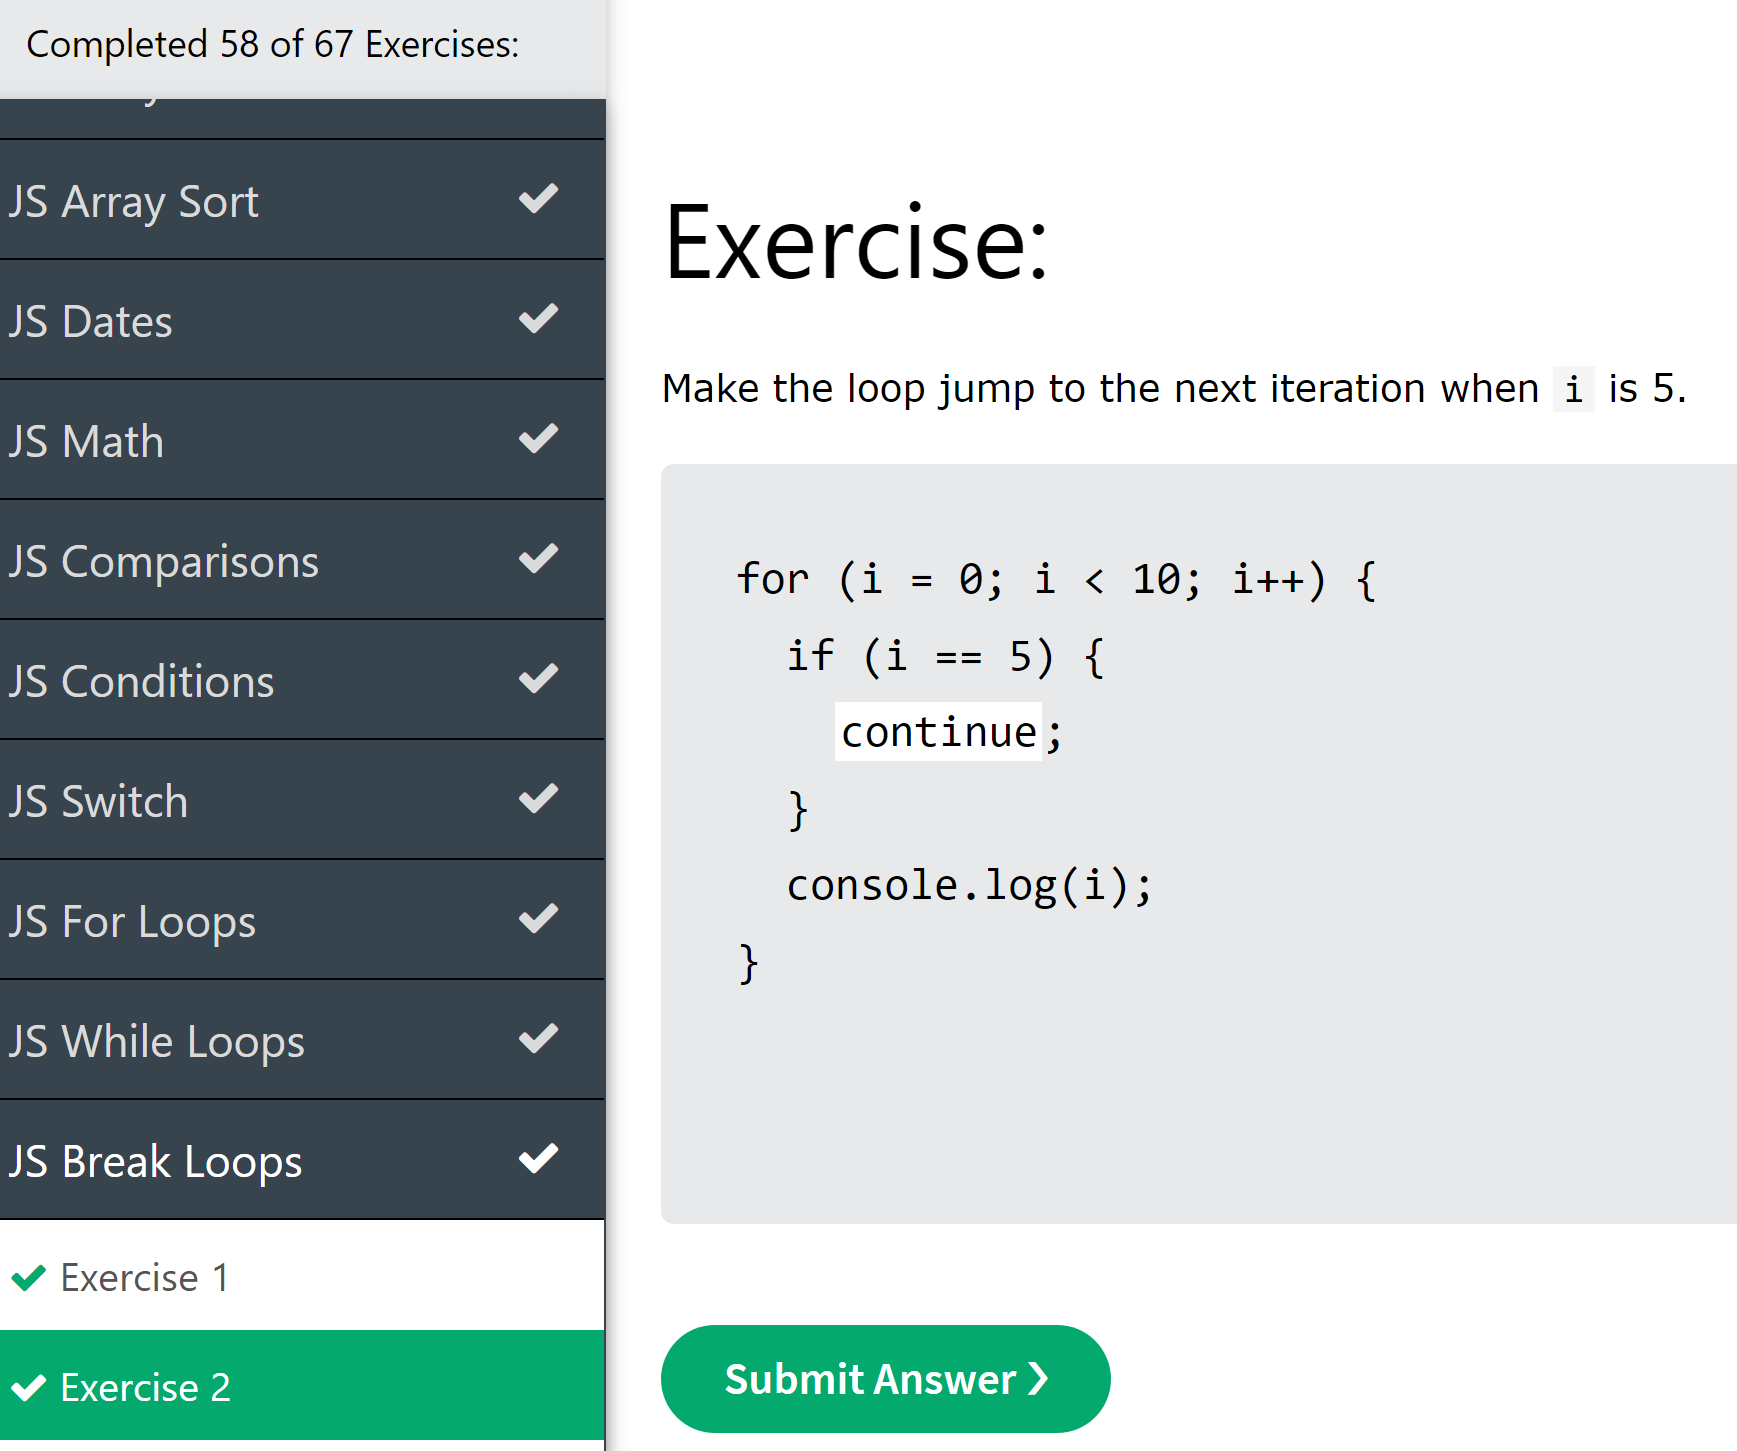 Completed 58 of 67 Exercises:
JS Array Sort
JS Dates
JS Math
JS Comparisons
JS Conditions
JS Switch
JS For Loops
JS While Loops
JS Break Loops
Exercise 1
Exercise 2
Exercise:
Make the loop jump to the next iteration when i is 5.
for (i = 0; i < 10; i++) {
  if (i == 5) {
    continue;
  }
  console.log(i);
}
Submit Answer ❯